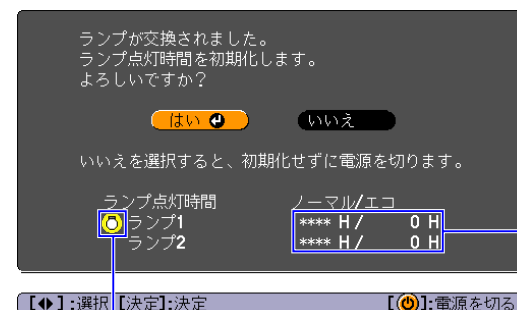 ランプが交換されました。
ランプ点灯時間を初期化します。
よろしいですか？
はい いいえ
いいえを選択すると、初期化せずに電源を切ります。
ランプ点灯時間 ノーマル/エコ
ランプ1 **** H / 0 H
ランプ2 **** H / 0 H
[◆]:選択 [決定]:決定 [⏻]:電源を切る